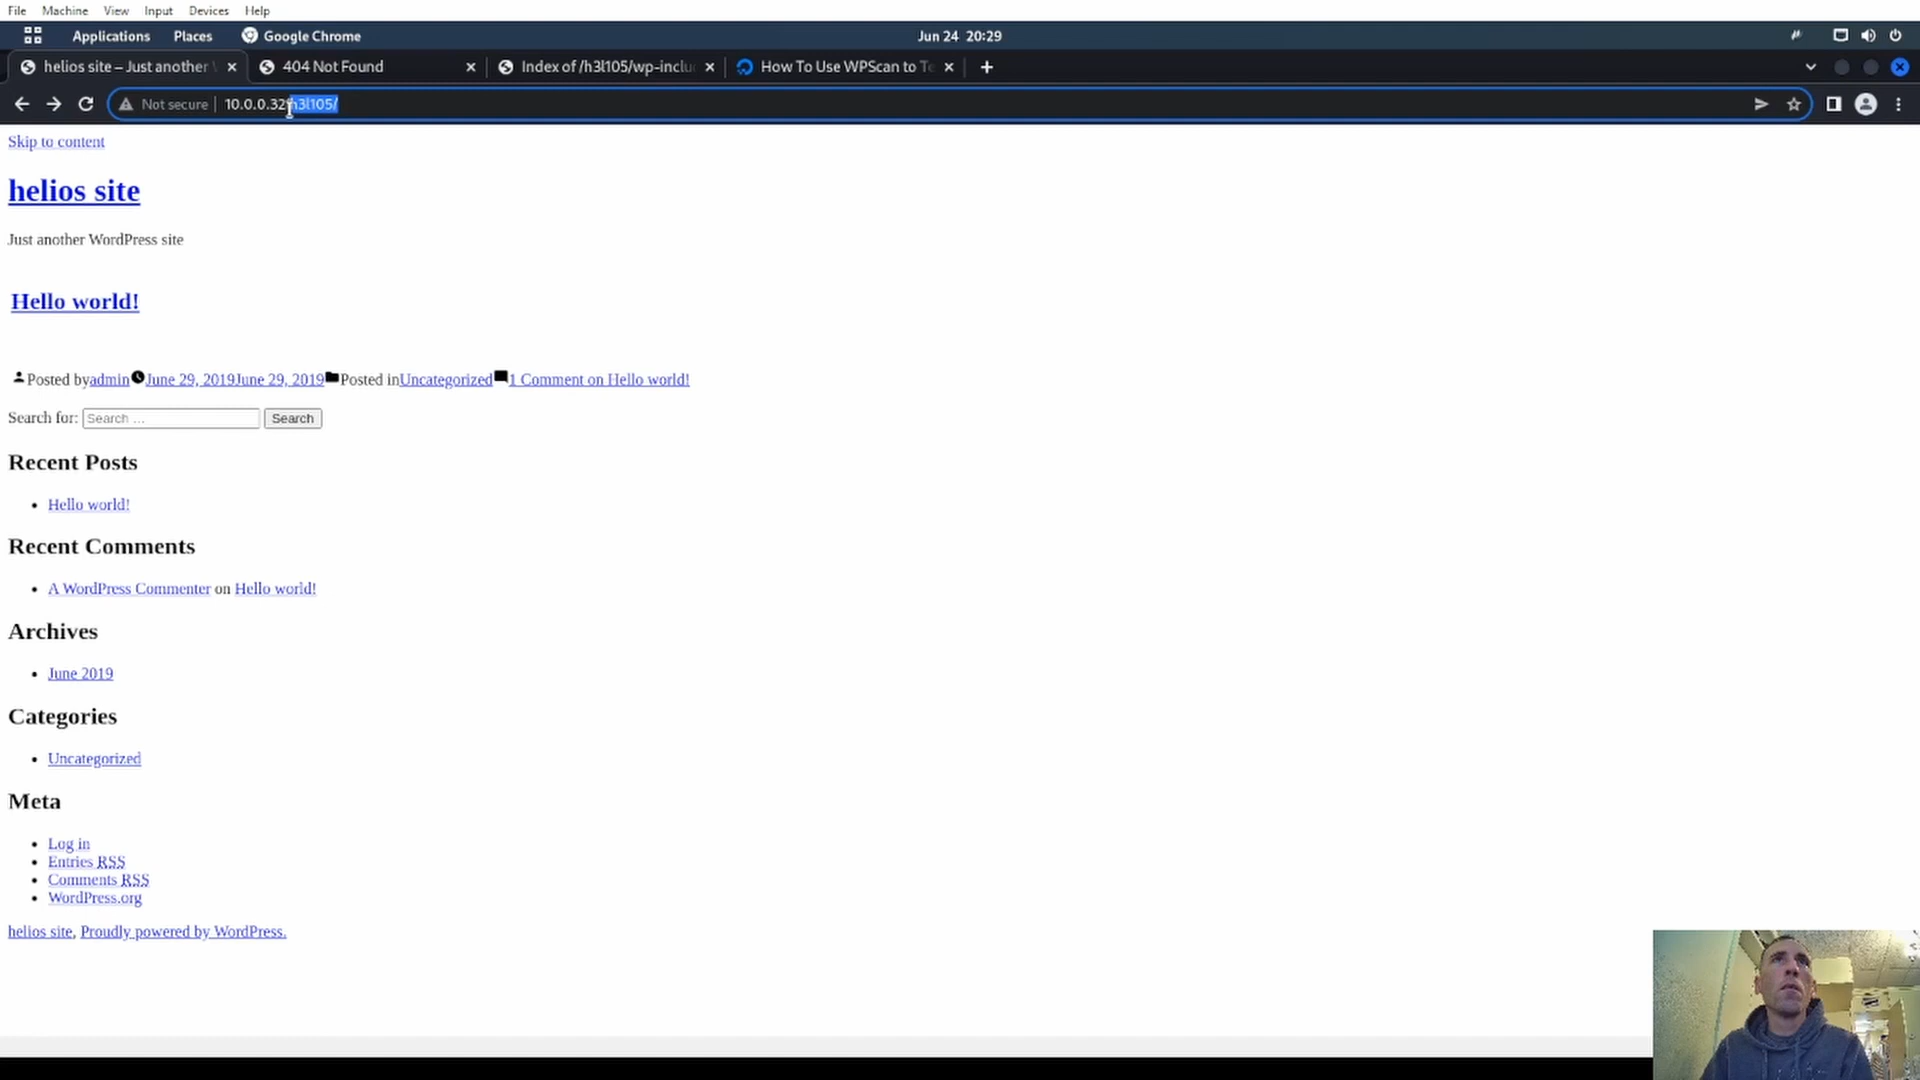 File Machine View Input Devices Help
Applications Places Google Chrome Jun 24 20:29
helios site – Just another 404 Not Found Index of /h3l105/wp-inclu How To Use WPScan to Te
Not secure 10.0.0.32/h3l105/
Skip to content
helios site
Just another WordPress site
Hello world!
Posted byadmin June 29, 2019June 29, 2019 Posted inUncategorized 1 Comment on Hello world!
Search for: Search ... Search
Recent Posts
Hello world!
Recent Comments
A WordPress Commenter on Hello world!
Archives
June 2019
Categories
Uncategorized
Meta
Log in
Entries RSS
Comments RSS
WordPress.org
helios site, Proudly powered by WordPress.